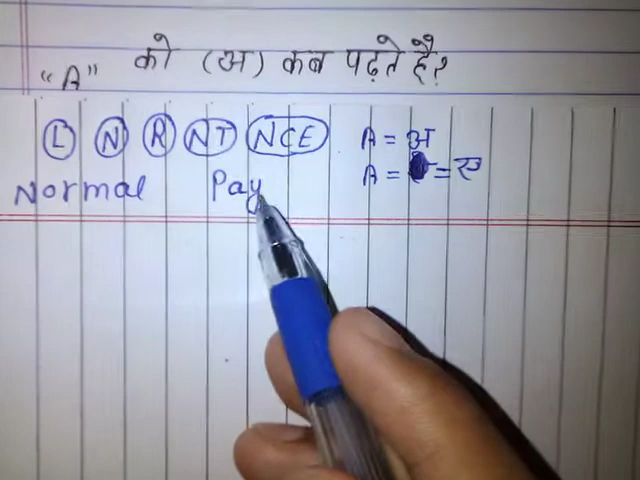 "A" को (अ) कब पढ़ते है?
L N R NT NCE A = अ
A = = ए
Normal Pay